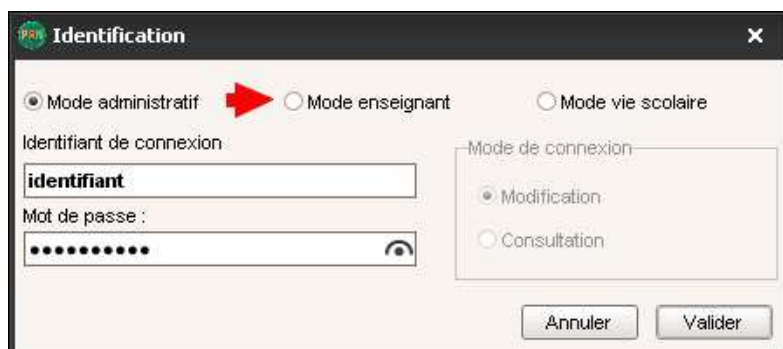 PRN Identification
Mode administratif Mode enseignant Mode vie scolaire
Identifiant de connexion
Mode de connexion
identifiant
Modification
Mot de passe :
••••••••••
Consultation
Annuler Valider